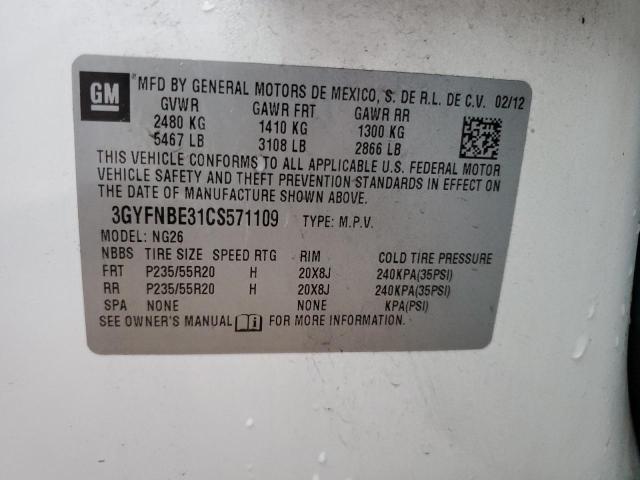 GM
*MFD BY GENERAL MOTORS DE MEXICO, S. DE R.L. DE C.V. 02/12
GVWR GAWR FRT GAWR RR
2480 KG 1410 KG 1300 KG
5467 LB 3108 LB 2866 LB
THIS VEHICLE CONFORMS TO ALL APPLICABLE U.S. FEDERAL MOTOR
VEHICLE SAFETY AND THEFT PREVENTION STANDARDS IN EFFECT ON
THE DATE OF MANUFACTURE SHOWN ABOVE.
3GYFNBE31CS571109 TYPE: M.P.V.
MODEL: NG26
NBBS TIRE SIZE SPEED RTG RIM COLD TIRE PRESSURE
FRT P235/55R20 H 20X8J 240KPA(35PSI)
RR P235/55R20 H 20X8J 240KPA(35PSI)
SPA NONE NONE KPA(PSI)
SEE OWNER'S MANUAL FOR MORE INFORMATION.